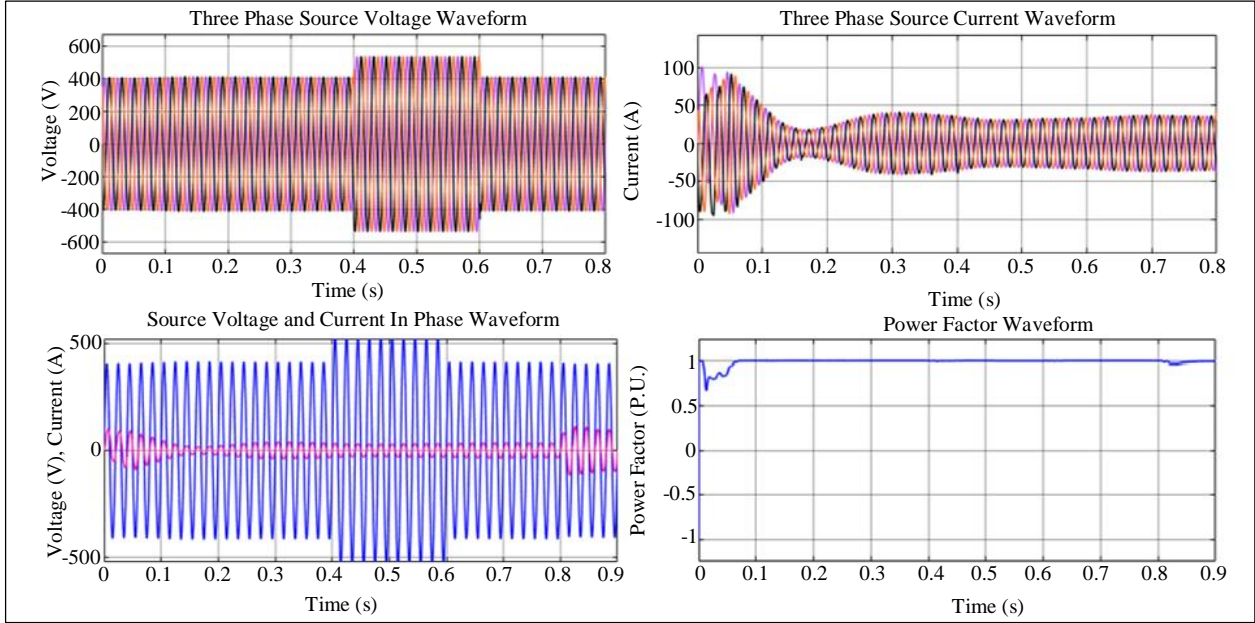 Three Phase Source Voltage Waveform
Voltage (V)
600
400
200
0
-200
-400
-600
0 0.1 0.2 0.3 0.4 0.5 0.6 0.7 0.8
Time (s)
Three Phase Source Current Waveform
Current (A)
100
50
0
-50
-100
0 0.1 0.2 0.3 0.4 0.5 0.6 0.7 0.8
Time (s)
Source Voltage and Current In Phase Waveform
Voltage (V), Current (A)
500
0
-500
0 0.1 0.2 0.3 0.4 0.5 0.6 0.7 0.8 0.9
Time (s)
Power Factor Waveform
Power Factor (P.U.)
1
0.5
0
-0.5
-1
0 0.1 0.2 0.3 0.4 0.5 0.6 0.7 0.8 0.9
Time (s)